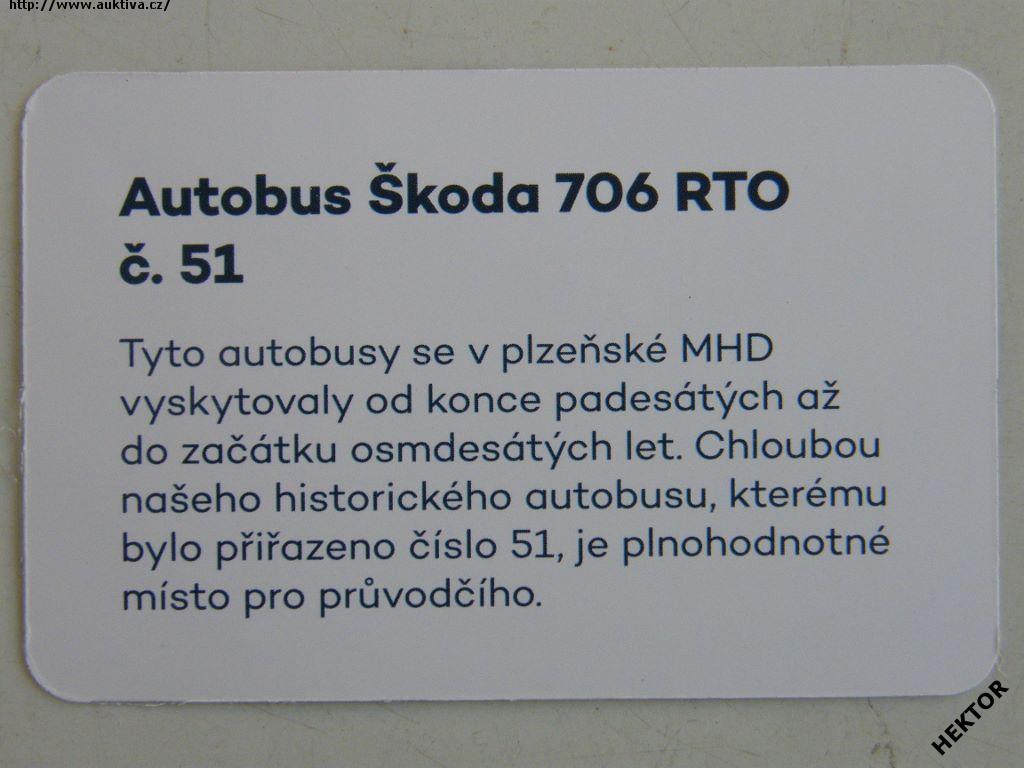 http://www.auktiva.cz/
Autobus Škoda 706 RTO
č. 51
Tyto autobusy se v plzeňské MHD
vyskytovaly od konce padesátých až
do začátku osmdesátých let. Chloubou
našeho historického autobusu, kterému
bylo přiřazeno číslo 51, je plnohodnotné
místo pro průvodčího.
HEKTOR